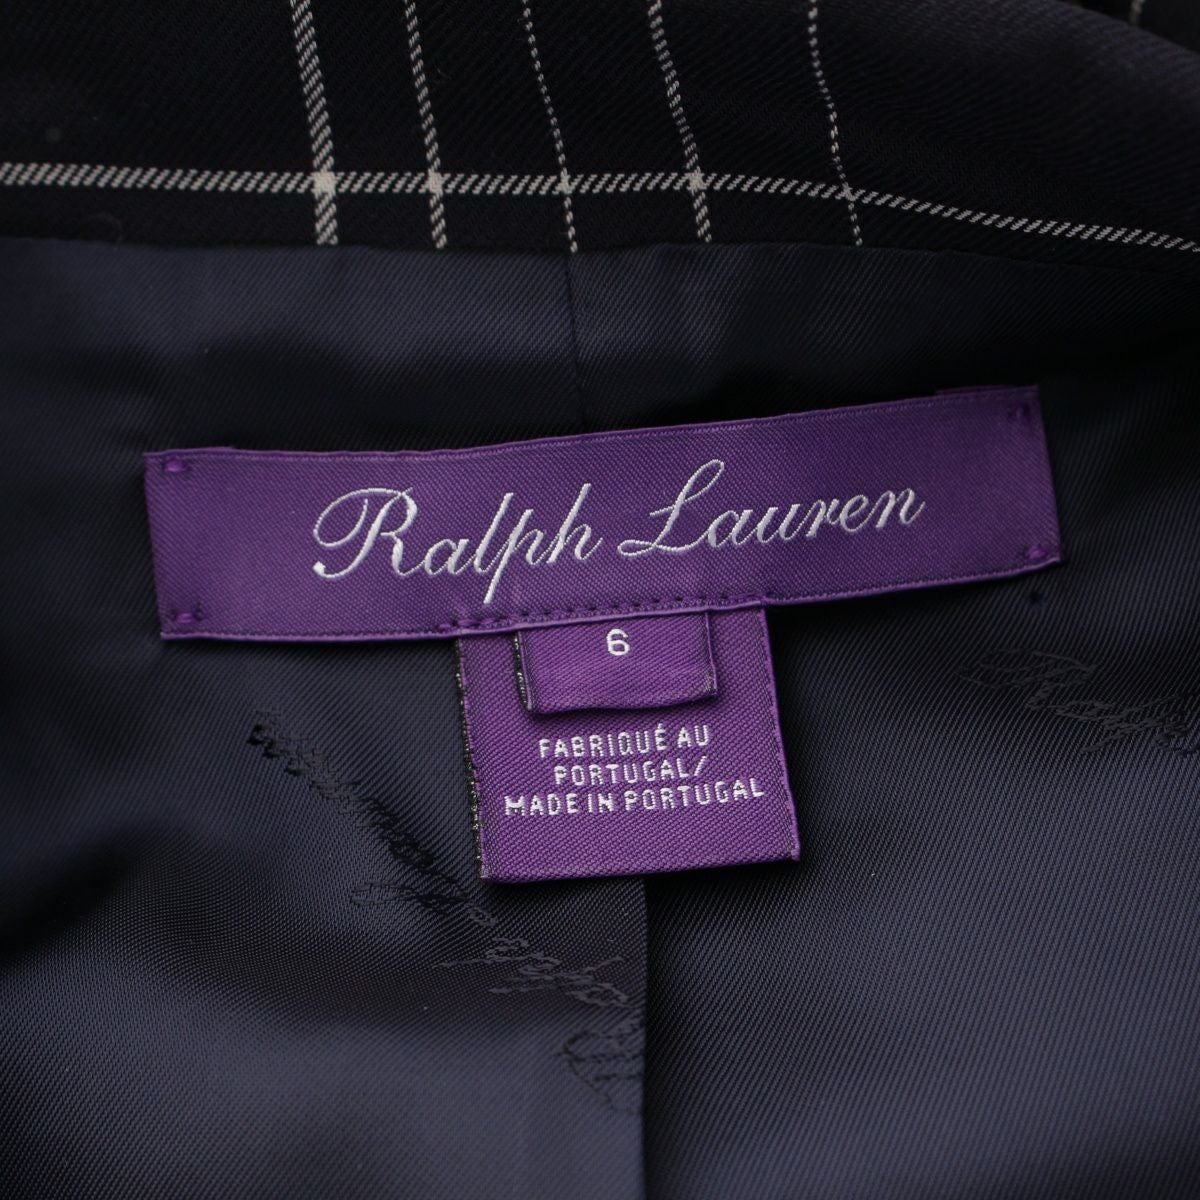 Ralph Lauren
6
FABRIQUÉ AU
PORTUGAL/
MADE IN PORTUGAL